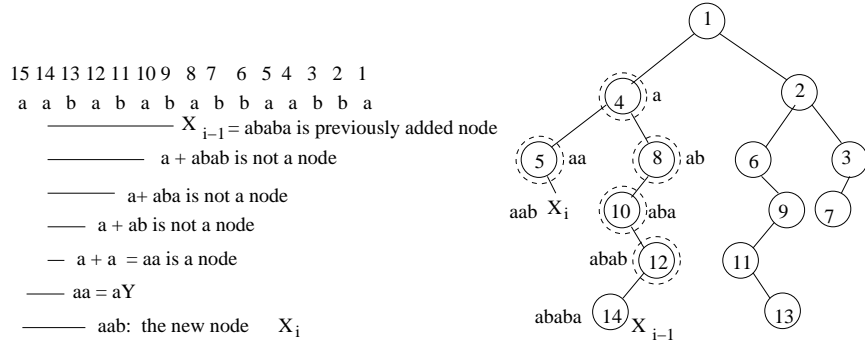 15 14 13 12 11 10 9 8 7 6 5 4 3 2 1
a a b a b a b a b b a a b b a
X i−1 = ababa is previously added node
a + abab is not a node
a+ aba is not a node
a + ab is not a node
a + a = aa is a node
aa = aY
aab: the new node X i
1
4 a
2
5 aa
8 ab
6
3
aab X i
10 aba
9
7
abab 12
11
ababa 14 X i−1
13